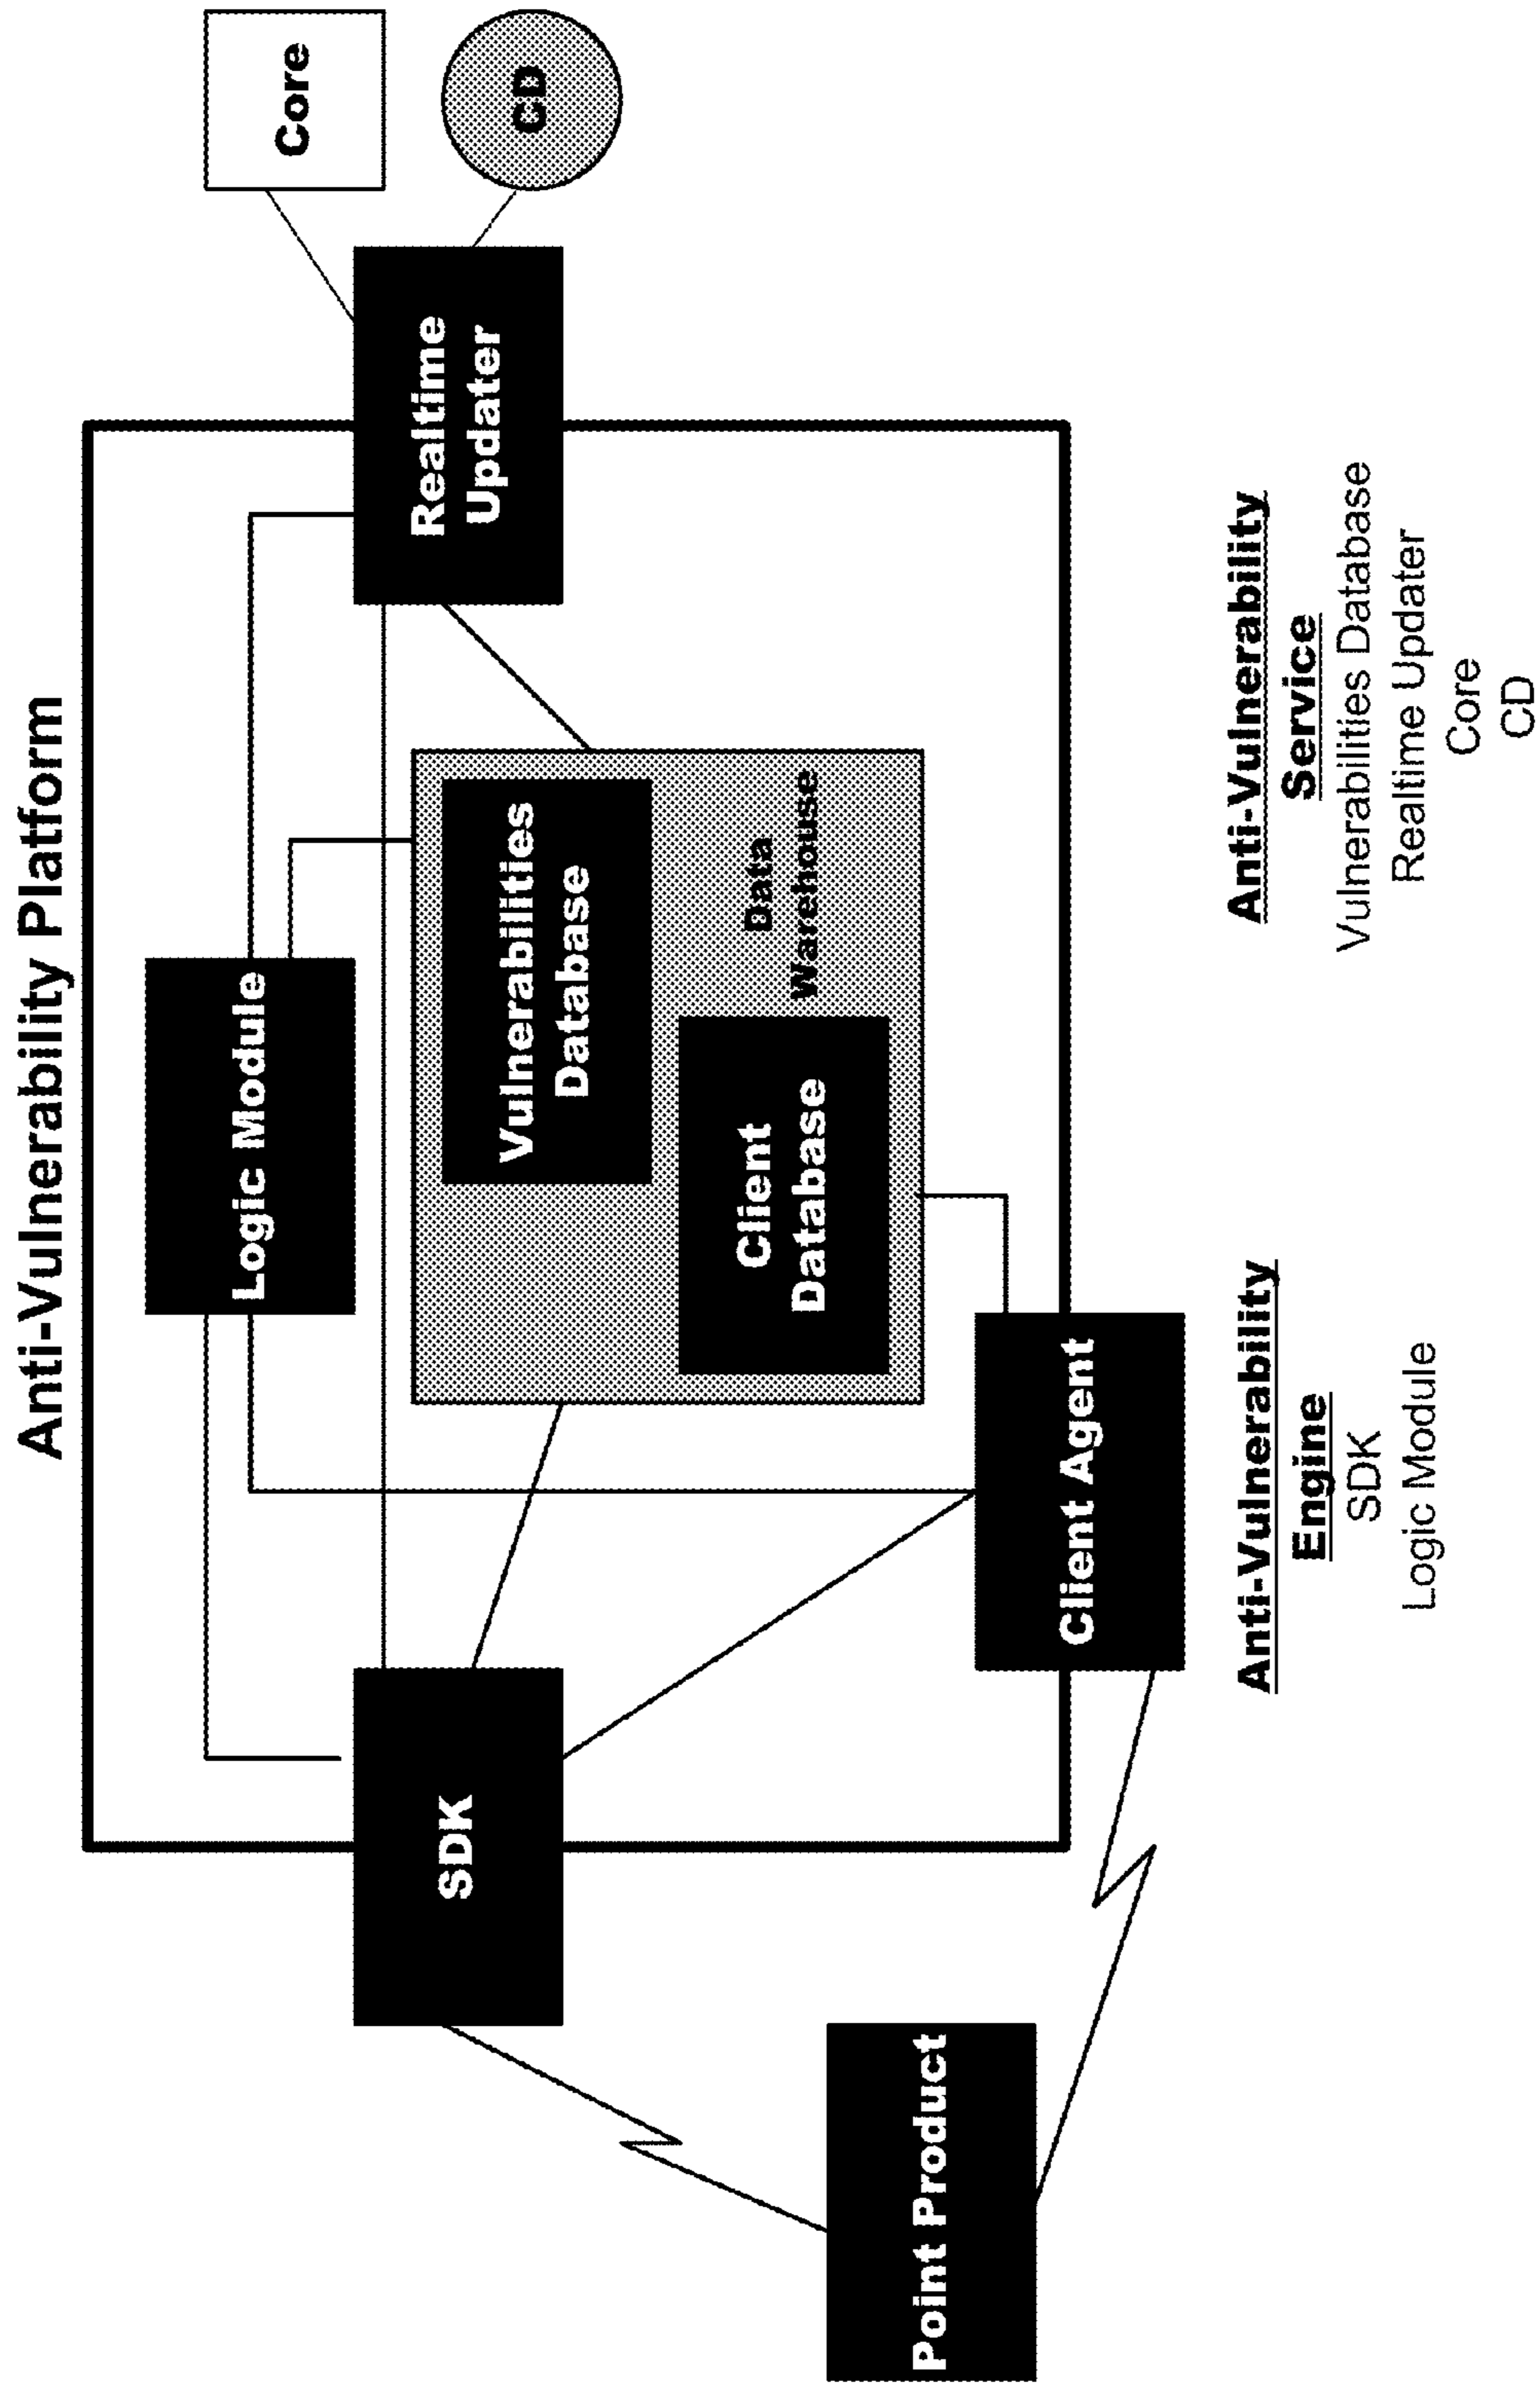 Anti-Vulnerability Platform
Logic Module
Core
SDK
Realtime
Updater
CD
Vulnerabilities
Database
Client
Database
Data
Warehouse
Point Product
Client Agent
Anti-Vulnerability
Engine
SDK
Logic Module
Anti-Vulnerability
Service
Vulnerabilities Database
Realtime Updater
Core
CD